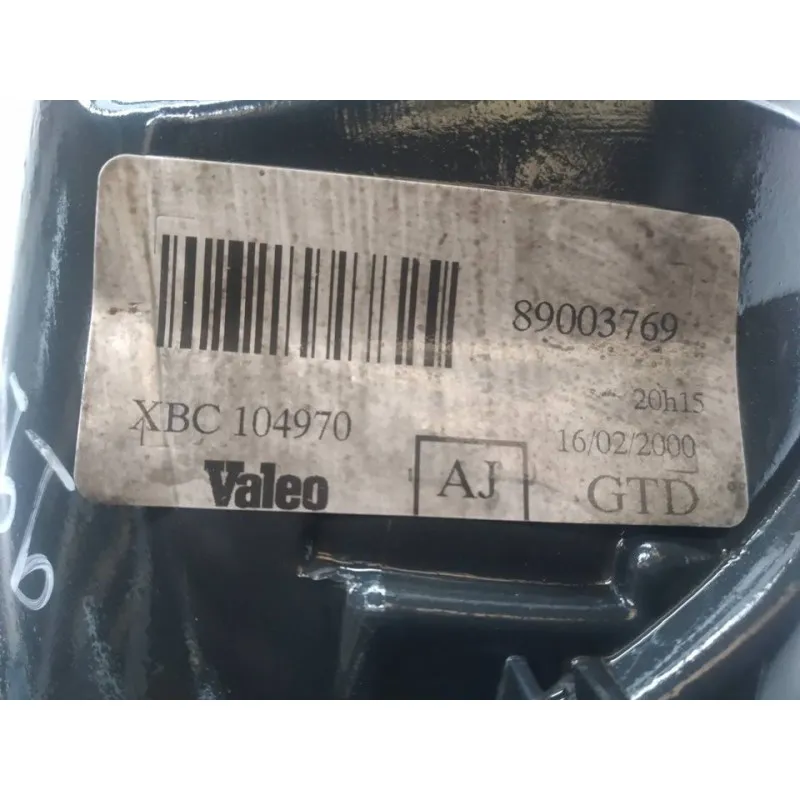 89003769
20h15
XBC 104970
16/02/2000
Valeo
AJ
GTD